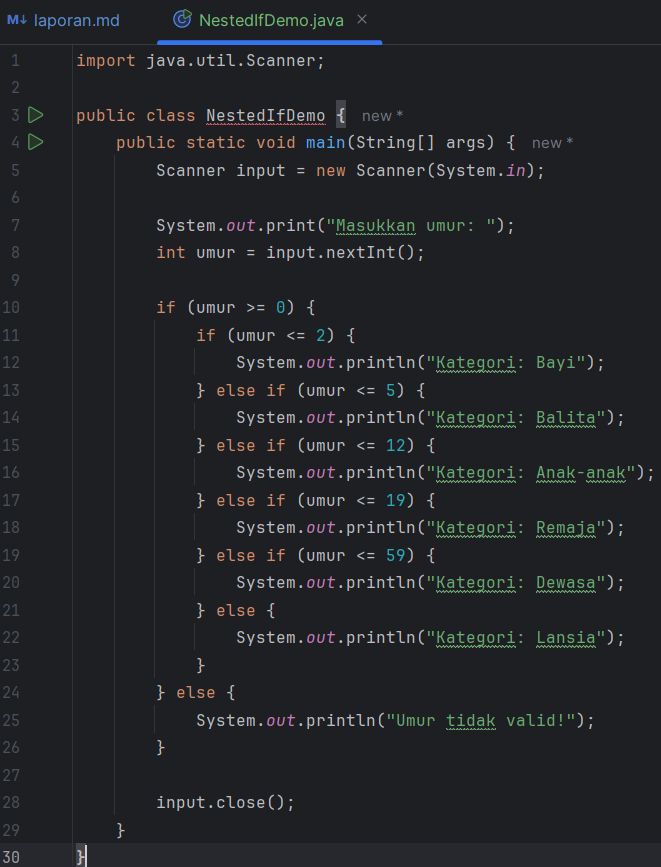 M↓ laporan.md NestedIfDemo.java ×
1 import java.util.Scanner;
2
3 public class NestedIfDemo { new *
4 public static void main(String[] args) { new *
5 Scanner input = new Scanner(System.in);
6
7 System.out.print("Masukkan umur: ");
8 int umur = input.nextInt();
9
10 if (umur >= 0) {
11 if (umur <= 2) {
12 System.out.println("Kategori: Bayi");
13 } else if (umur <= 5) {
14 System.out.println("Kategori: Balita");
15 } else if (umur <= 12) {
16 System.out.println("Kategori: Anak-anak");
17 } else if (umur <= 19) {
18 System.out.println("Kategori: Remaja");
19 } else if (umur <= 59) {
20 System.out.println("Kategori: Dewasa");
21 } else {
22 System.out.println("Kategori: Lansia");
23 }
24 } else {
25 System.out.println("Umur tidak valid!");
26 }
27
28 input.close();
29 }
30 }